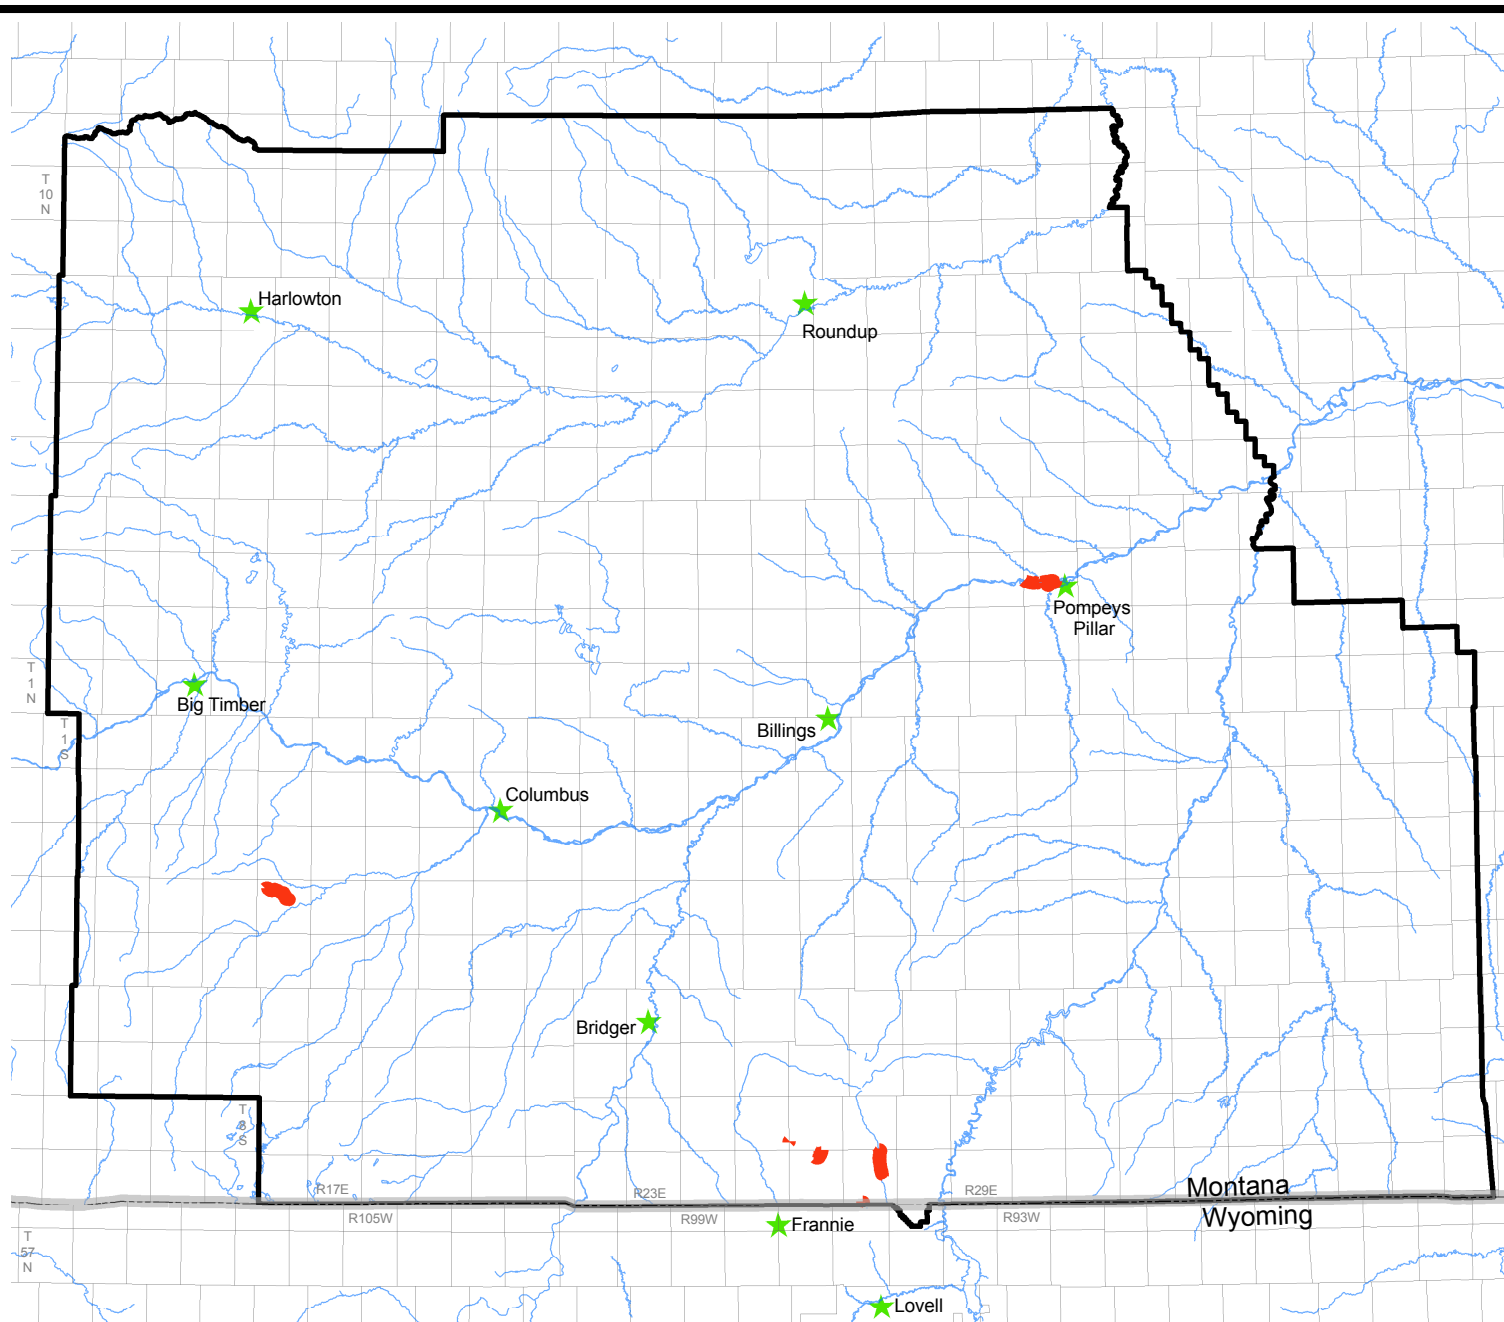 T
10
N
Harlowton
Roundup
Pompeys
Pillar
T
1
N
Big Timber
T
1
S
Billings
Columbus
Bridger
T
8
S
R17E
R23E
R29E
Montana
R105W
R99W
R93W
Wyoming
Frannie
T
57
N
Lovell